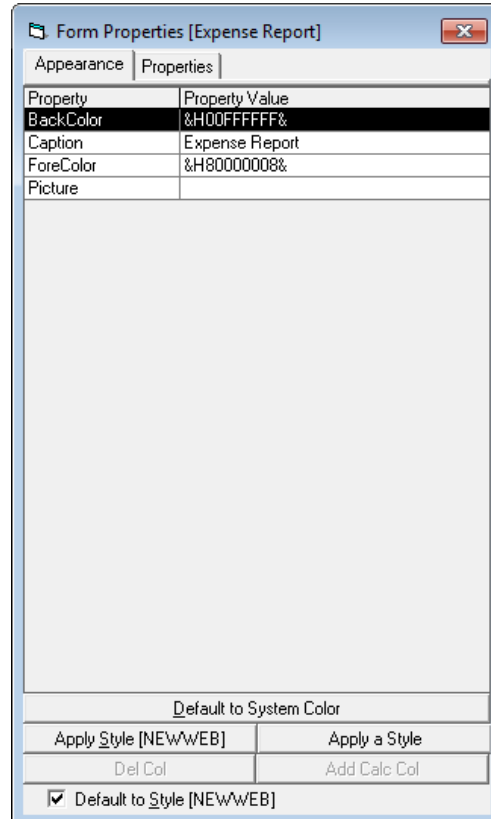 Form Properties [Expense Report]
Appearance Properties
Property Property Value
BackColor &H00FFFFFF&
Caption Expense Report
ForeColor &H80000008&
Picture
Default to System Color
Apply Style [NEWWEB] Apply a Style
Del Col Add Calc Col
Default to Style [NEWWEB]